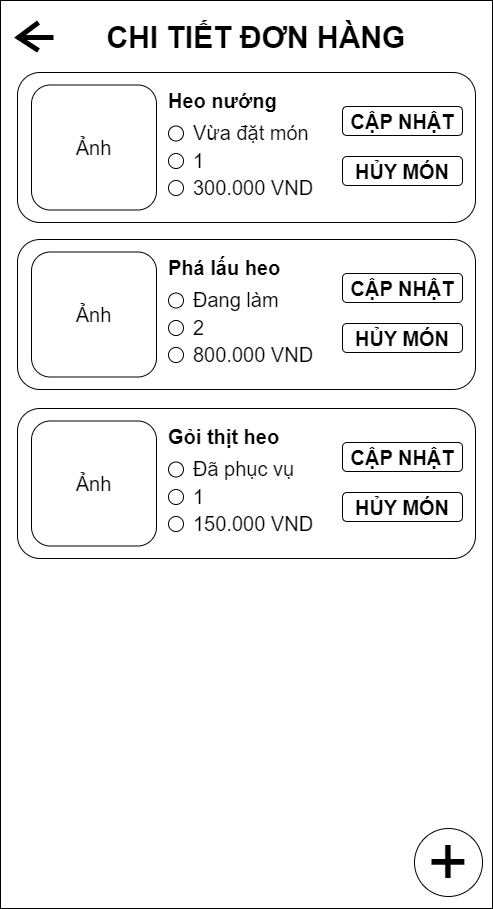 CHI TIẾT ĐƠN HÀNG
Ảnh
Heo nướng
Vừa đặt món
1
300.000 VND
CẬP NHẬT
HỦY MÓN
Ảnh
Phá lấu heo
Đang làm
2
800.000 VND
CẬP NHẬT
HỦY MÓN
Ảnh
Gỏi thịt heo
Đã phục vụ
1
150.000 VND
CẬP NHẬT
HỦY MÓN